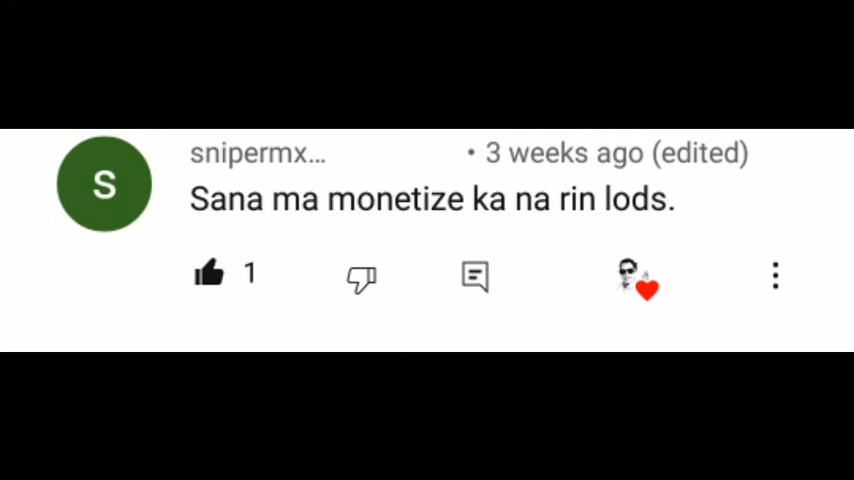 S
snipermx... • 3 weeks ago (edited)
Sana ma monetize ka na rin lods.
1